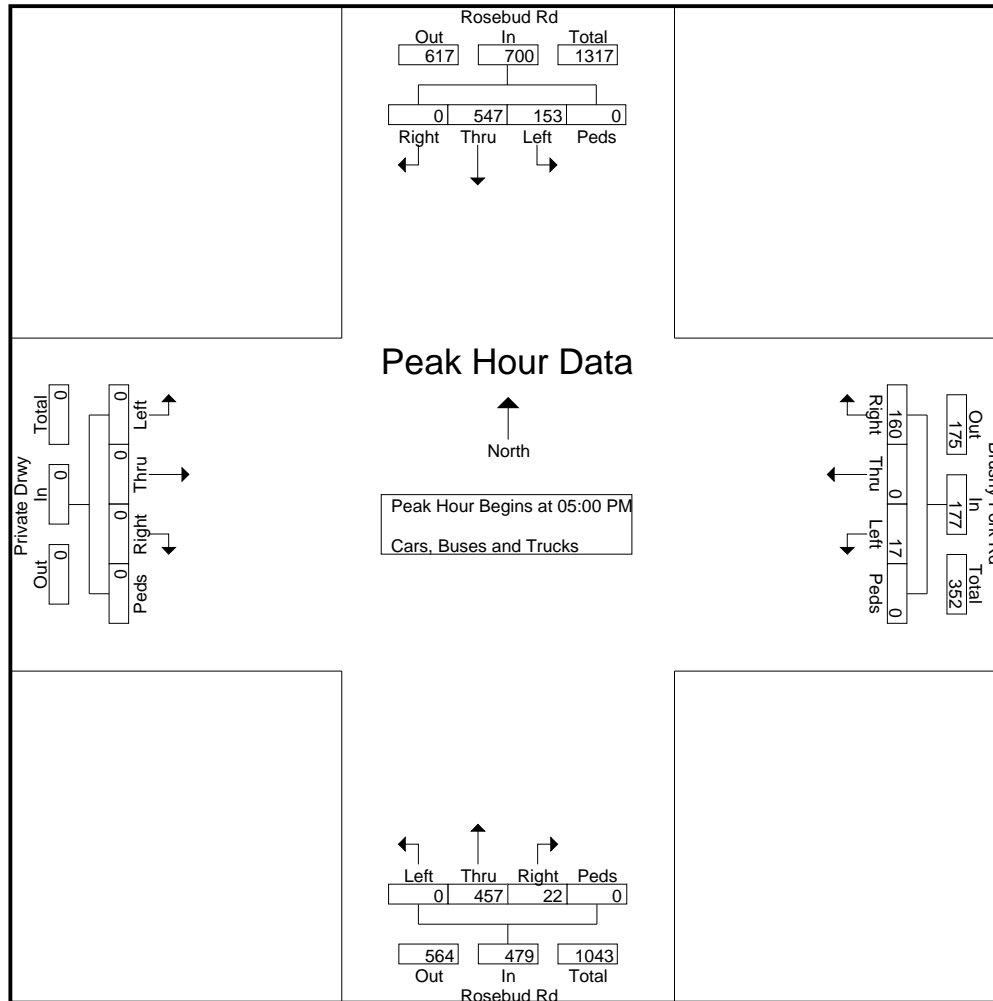 Rosebud Rd
Out In Total
617 700 1317
0 547 153 0
Right Thru Left Peds
Peak Hour Data
North
Peak Hour Begins at 05:00 PM
Cars, Buses and Trucks
Private Drwy
Out In Total
0 0 0
0 0 0 0
Left Thru Right Peds
Out In Total
175 177 352
160 0 17 0
Right Thru Left Peds
Left Thru Right Peds
0 457 22 0
564 479 1043
Out In Total
Rosebud Rd